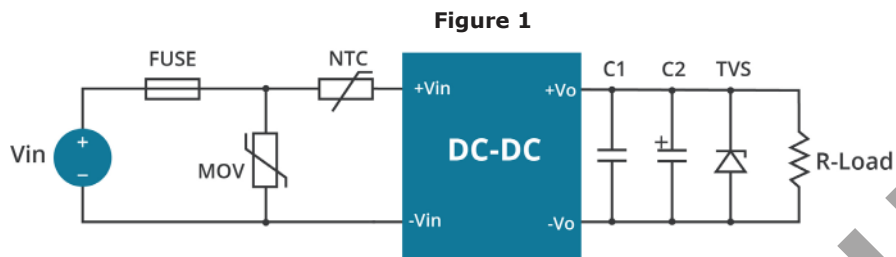 Figure 1
FUSE
NTC
C1
C2
TVS
+Vin
+Vo
+
Vin
+
−
MOV
DC-DC
R-Load
-Vin
-Vo